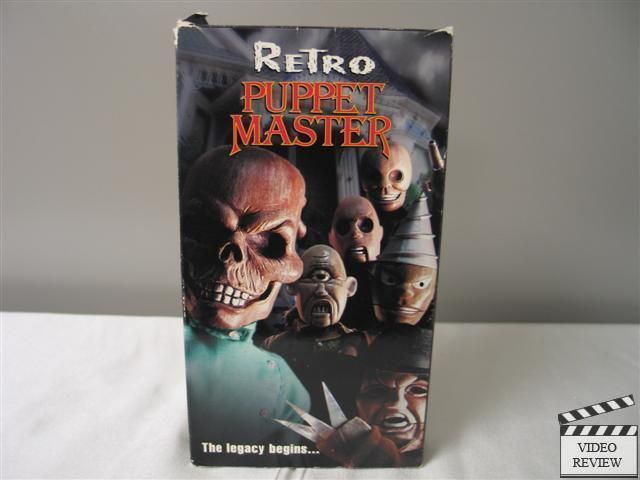 RETRO
PUPPET
MASTER
The legacy begins...
VIDEO
REVIEW